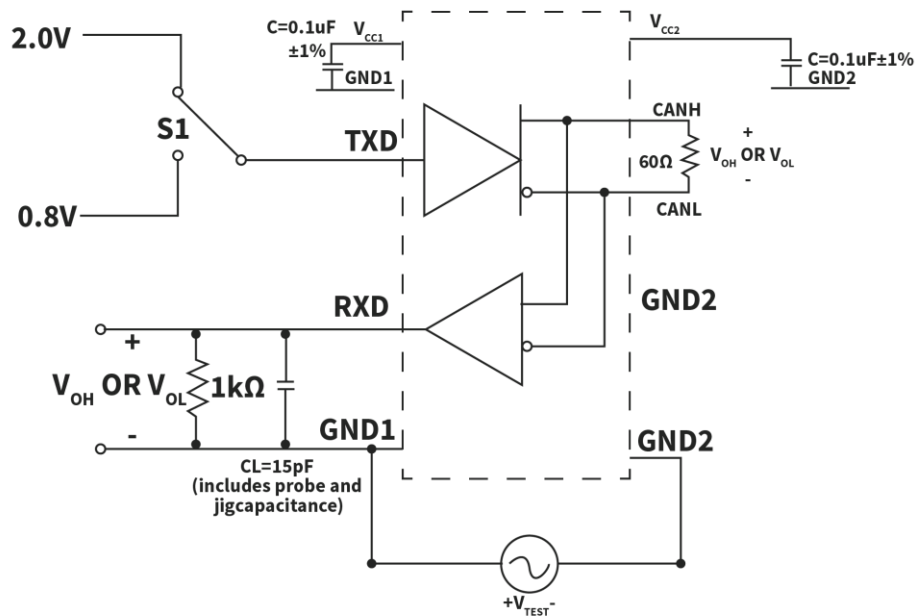 2.0V
C=0.1uF
±1%
VCC1
GND1
VCC2
C=0.1uF±1%
GND2
S1
TXD
CANH
60Ω
+
VOH OR VOL
-
CANL
0.8V
RXD
GND2
+
VOH OR VOL
1kΩ
-
GND1
GND2
CL=15pF
(includes probe and
jigcapacitance)
+VTEST-